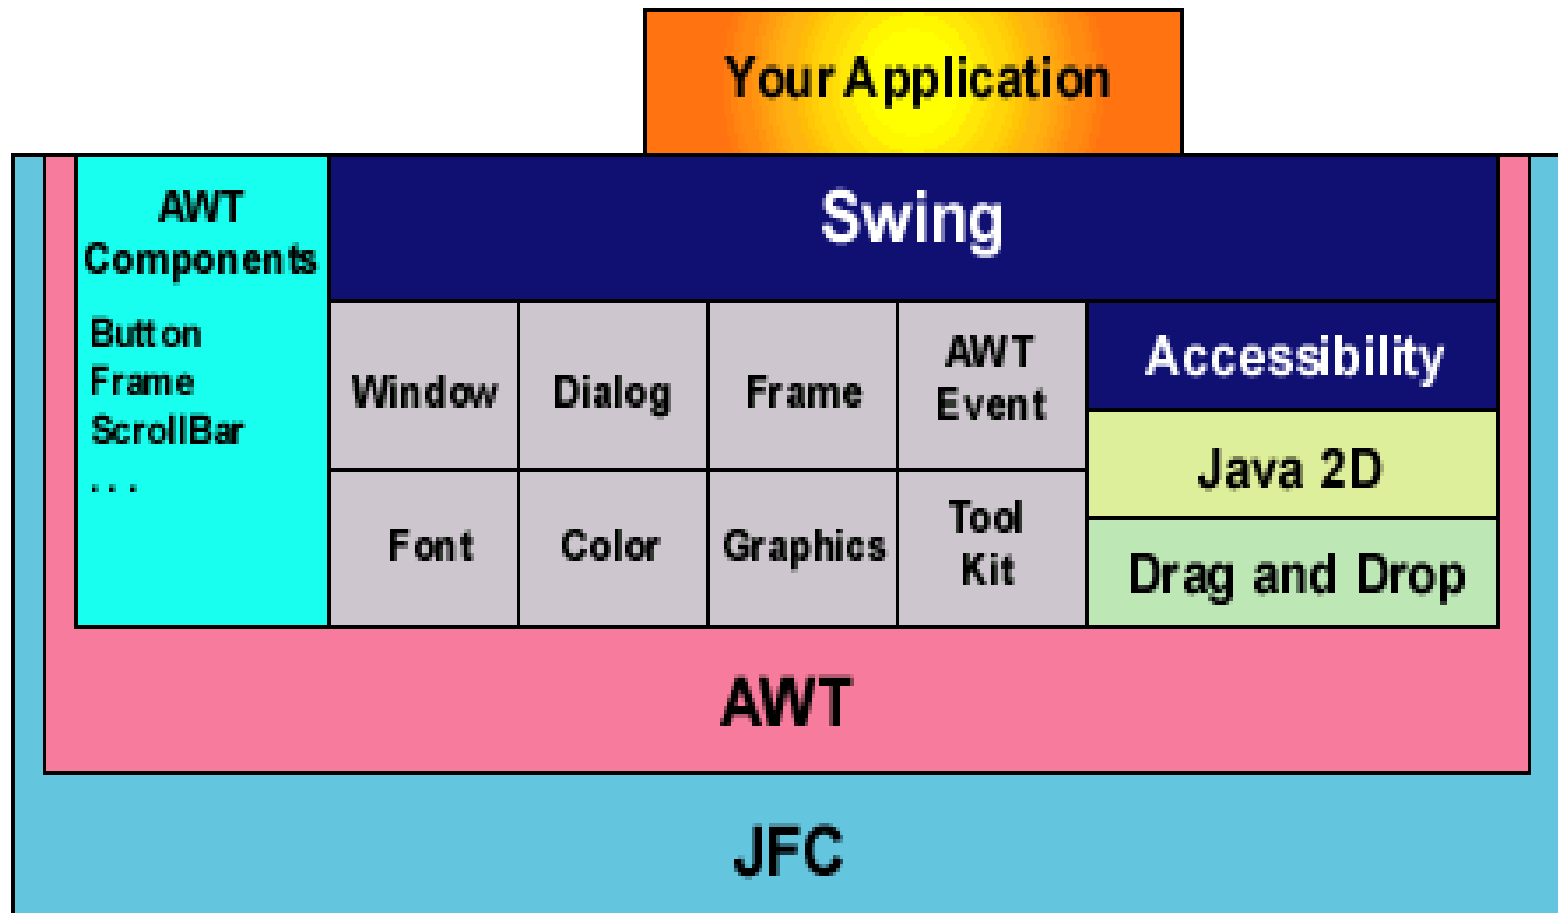 Your Application
AWT
Components
Button
Frame
ScrollBar
...
Swing
Window
Dialog
Frame
AWT
Event
Font
Color
Graphics
Tool
Kit
Accessibility
Java 2D
Drag and Drop
AWT
JFC